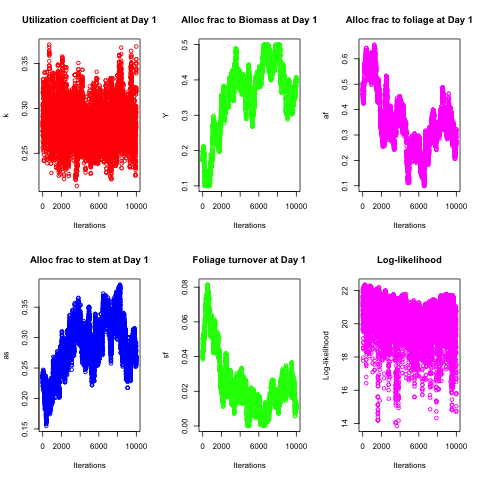 Utilization coefficient at Day 1
Alloc frac to Biomass at Day 1
Alloc frac to foliage at Day 1
k
0.25 0.30 0.35
0 2000 6000 10000
Iterations
Y
0.1 0.2 0.3 0.4 0.5
0 2000 6000 10000
Iterations
af
0.1 0.2 0.3 0.4 0.5 0.6
0 2000 6000 10000
Iterations
Alloc frac to stem at Day 1
Foliage turnover at Day 1
Log-likelihood
as
0.15 0.20 0.25 0.30 0.35
0 2000 6000 10000
Iterations
sf
0.00 0.02 0.04 0.06 0.08
0 2000 6000 10000
Iterations
Log-likelihood
14 16 18 20 22
0 2000 6000 10000
Iterations